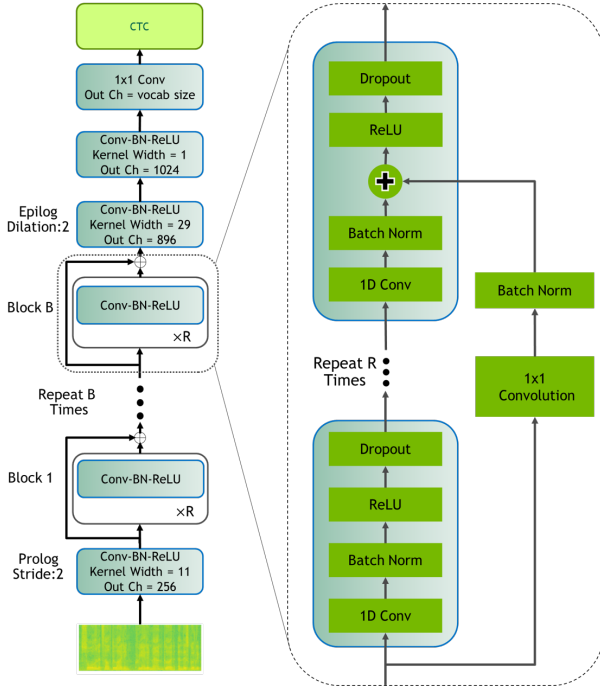 CTC
1x1 Conv
Out Ch = vocab size
Conv-BN-ReLU
Kernel Width = 1
Out Ch = 1024
Epilog
Dilation:2
Conv-BN-ReLU
Kernel Width = 29
Out Ch = 896
Block B
Conv-BN-ReLU
×R
Repeat B
Times
Block 1
Conv-BN-ReLU
×R
Prolog
Stride:2
Conv-BN-ReLU
Kernel Width = 11
Out Ch = 256
Dropout
ReLU
+
Batch Norm
1D Conv
Batch Norm
Repeat R
Times
1x1
Convolution
Dropout
ReLU
Batch Norm
1D Conv